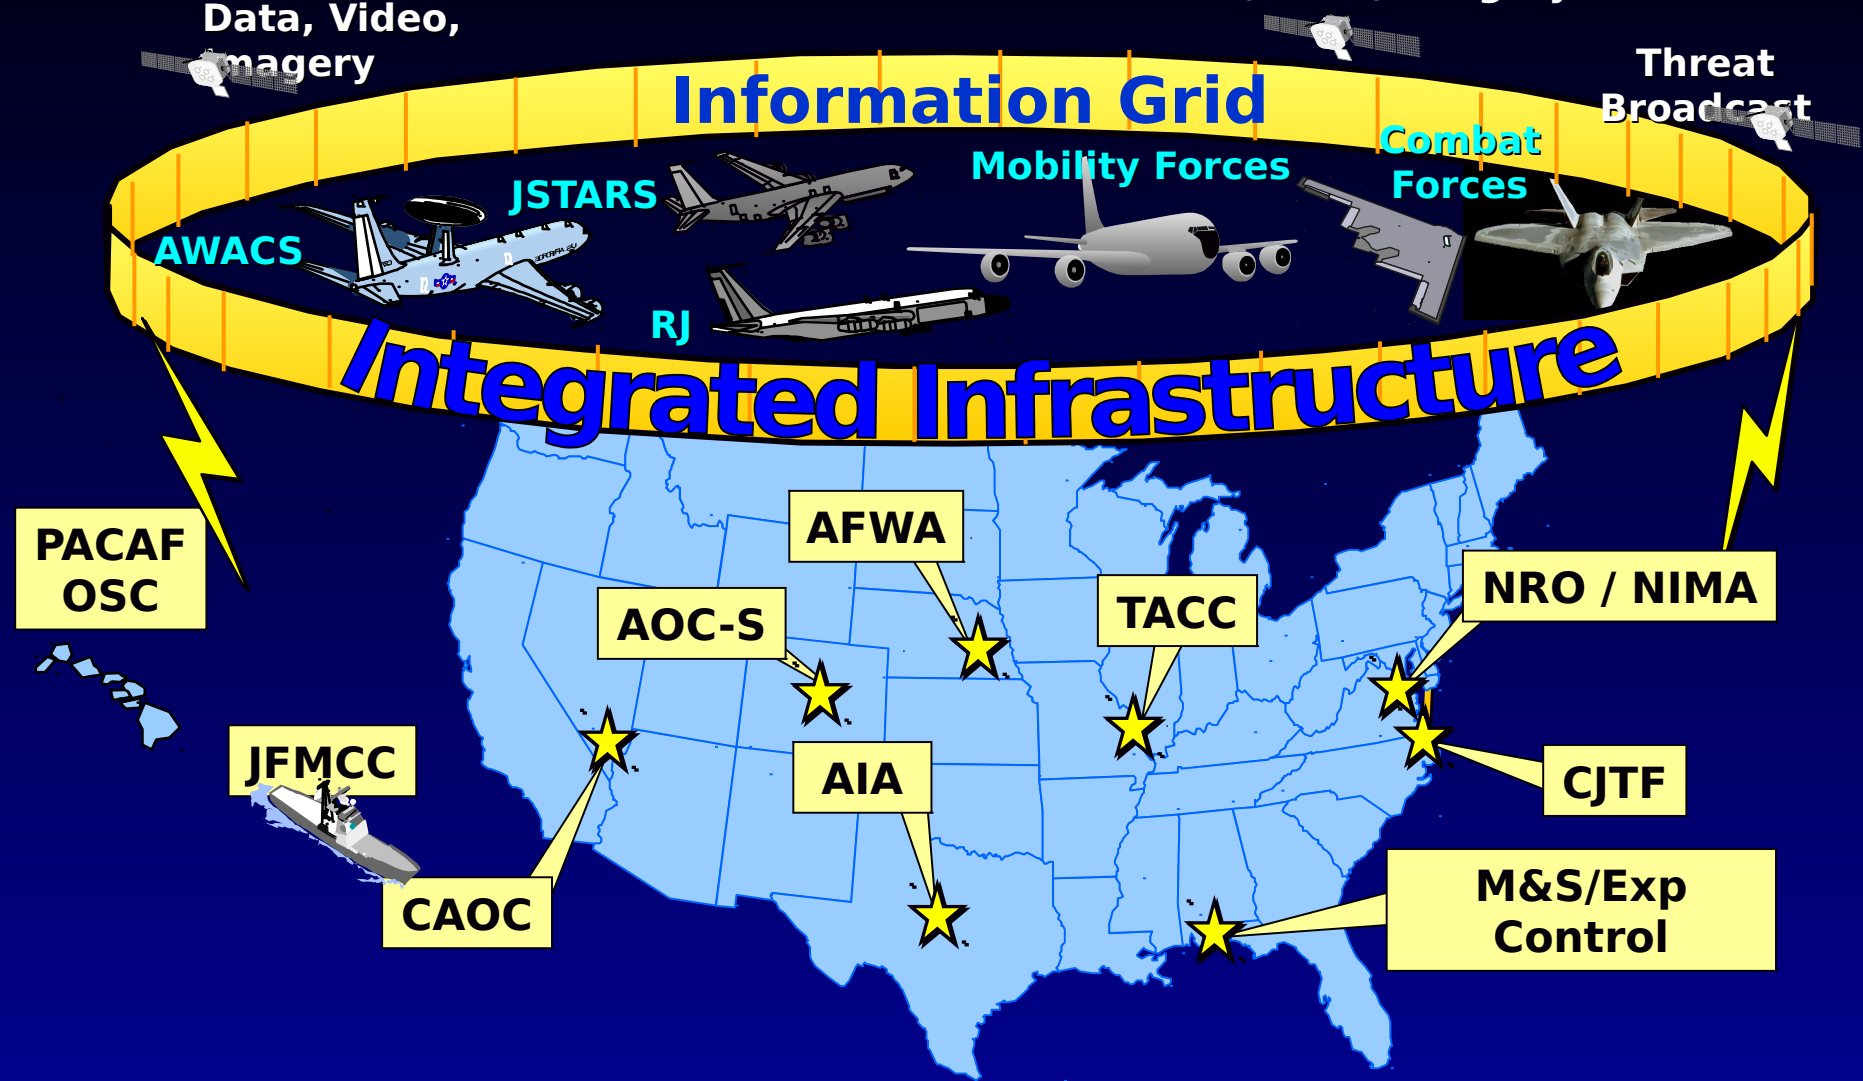 Data, Video,
Imagery
Threat
Broadcast
Information Grid
Combat
Forces
Mobility Forces
JSTARS
AWACS
RJ
Integrated Infrastructure
AFWA
PACAF
OSC
NRO / NIMA
TACC
AOC-S
JFMCC
AIA
CJTF
CAOC
M&S/Exp
Control